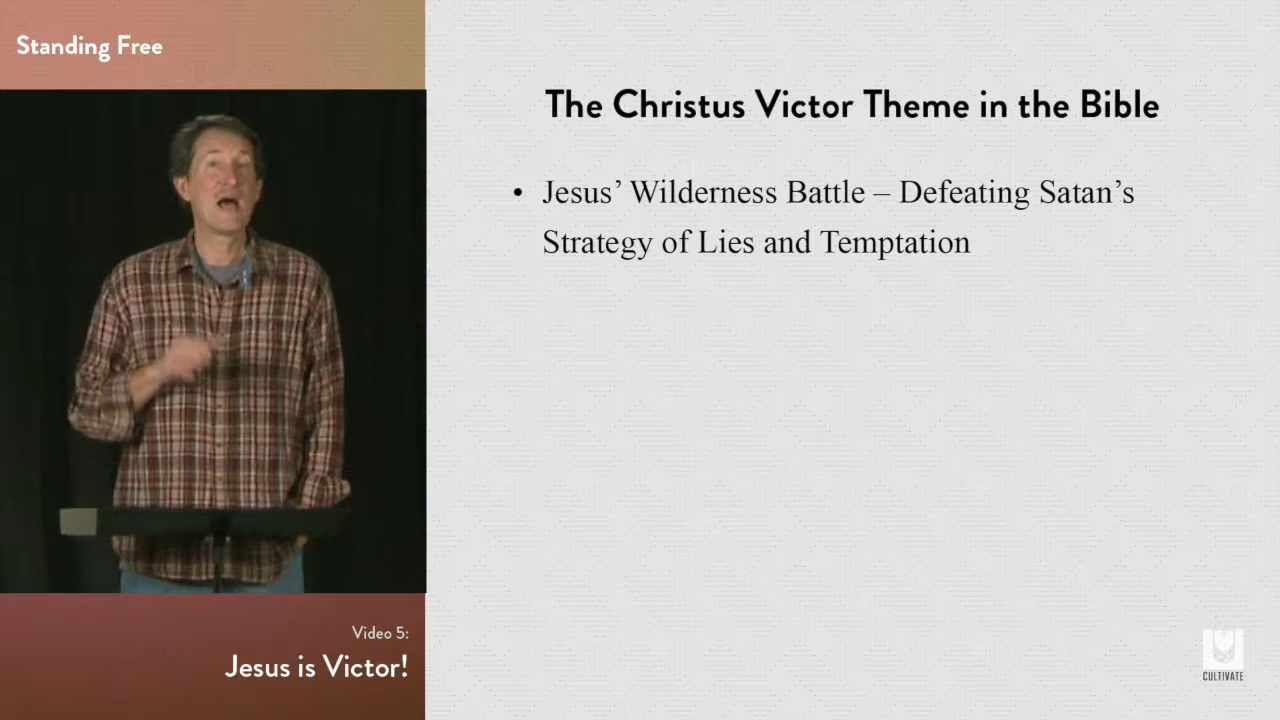 Standing Free
The Christus Victor Theme in the Bible
• Jesus’ Wilderness Battle – Defeating Satan’s
Strategy of Lies and Temptation
Video 5:
Jesus is Victor!
CULTIVATE